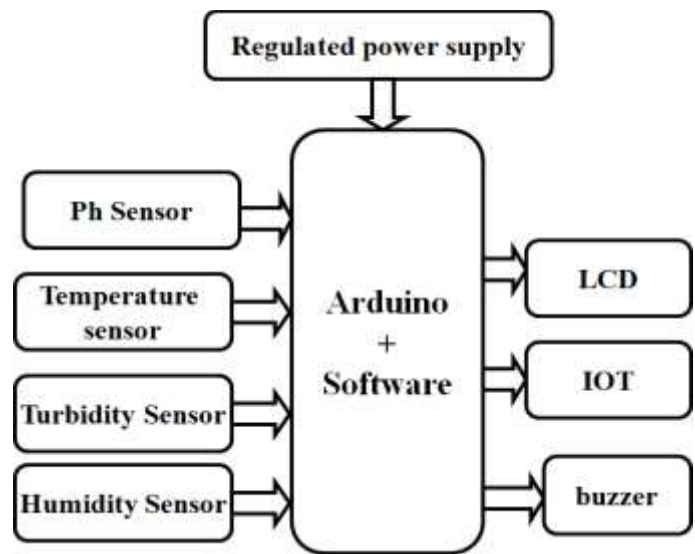 Regulated power supply
Ph Sensor
Temperature
sensor
Turbidity Sensor
Humidity Sensor
Arduino
+
Software
LCD
IOT
buzzer